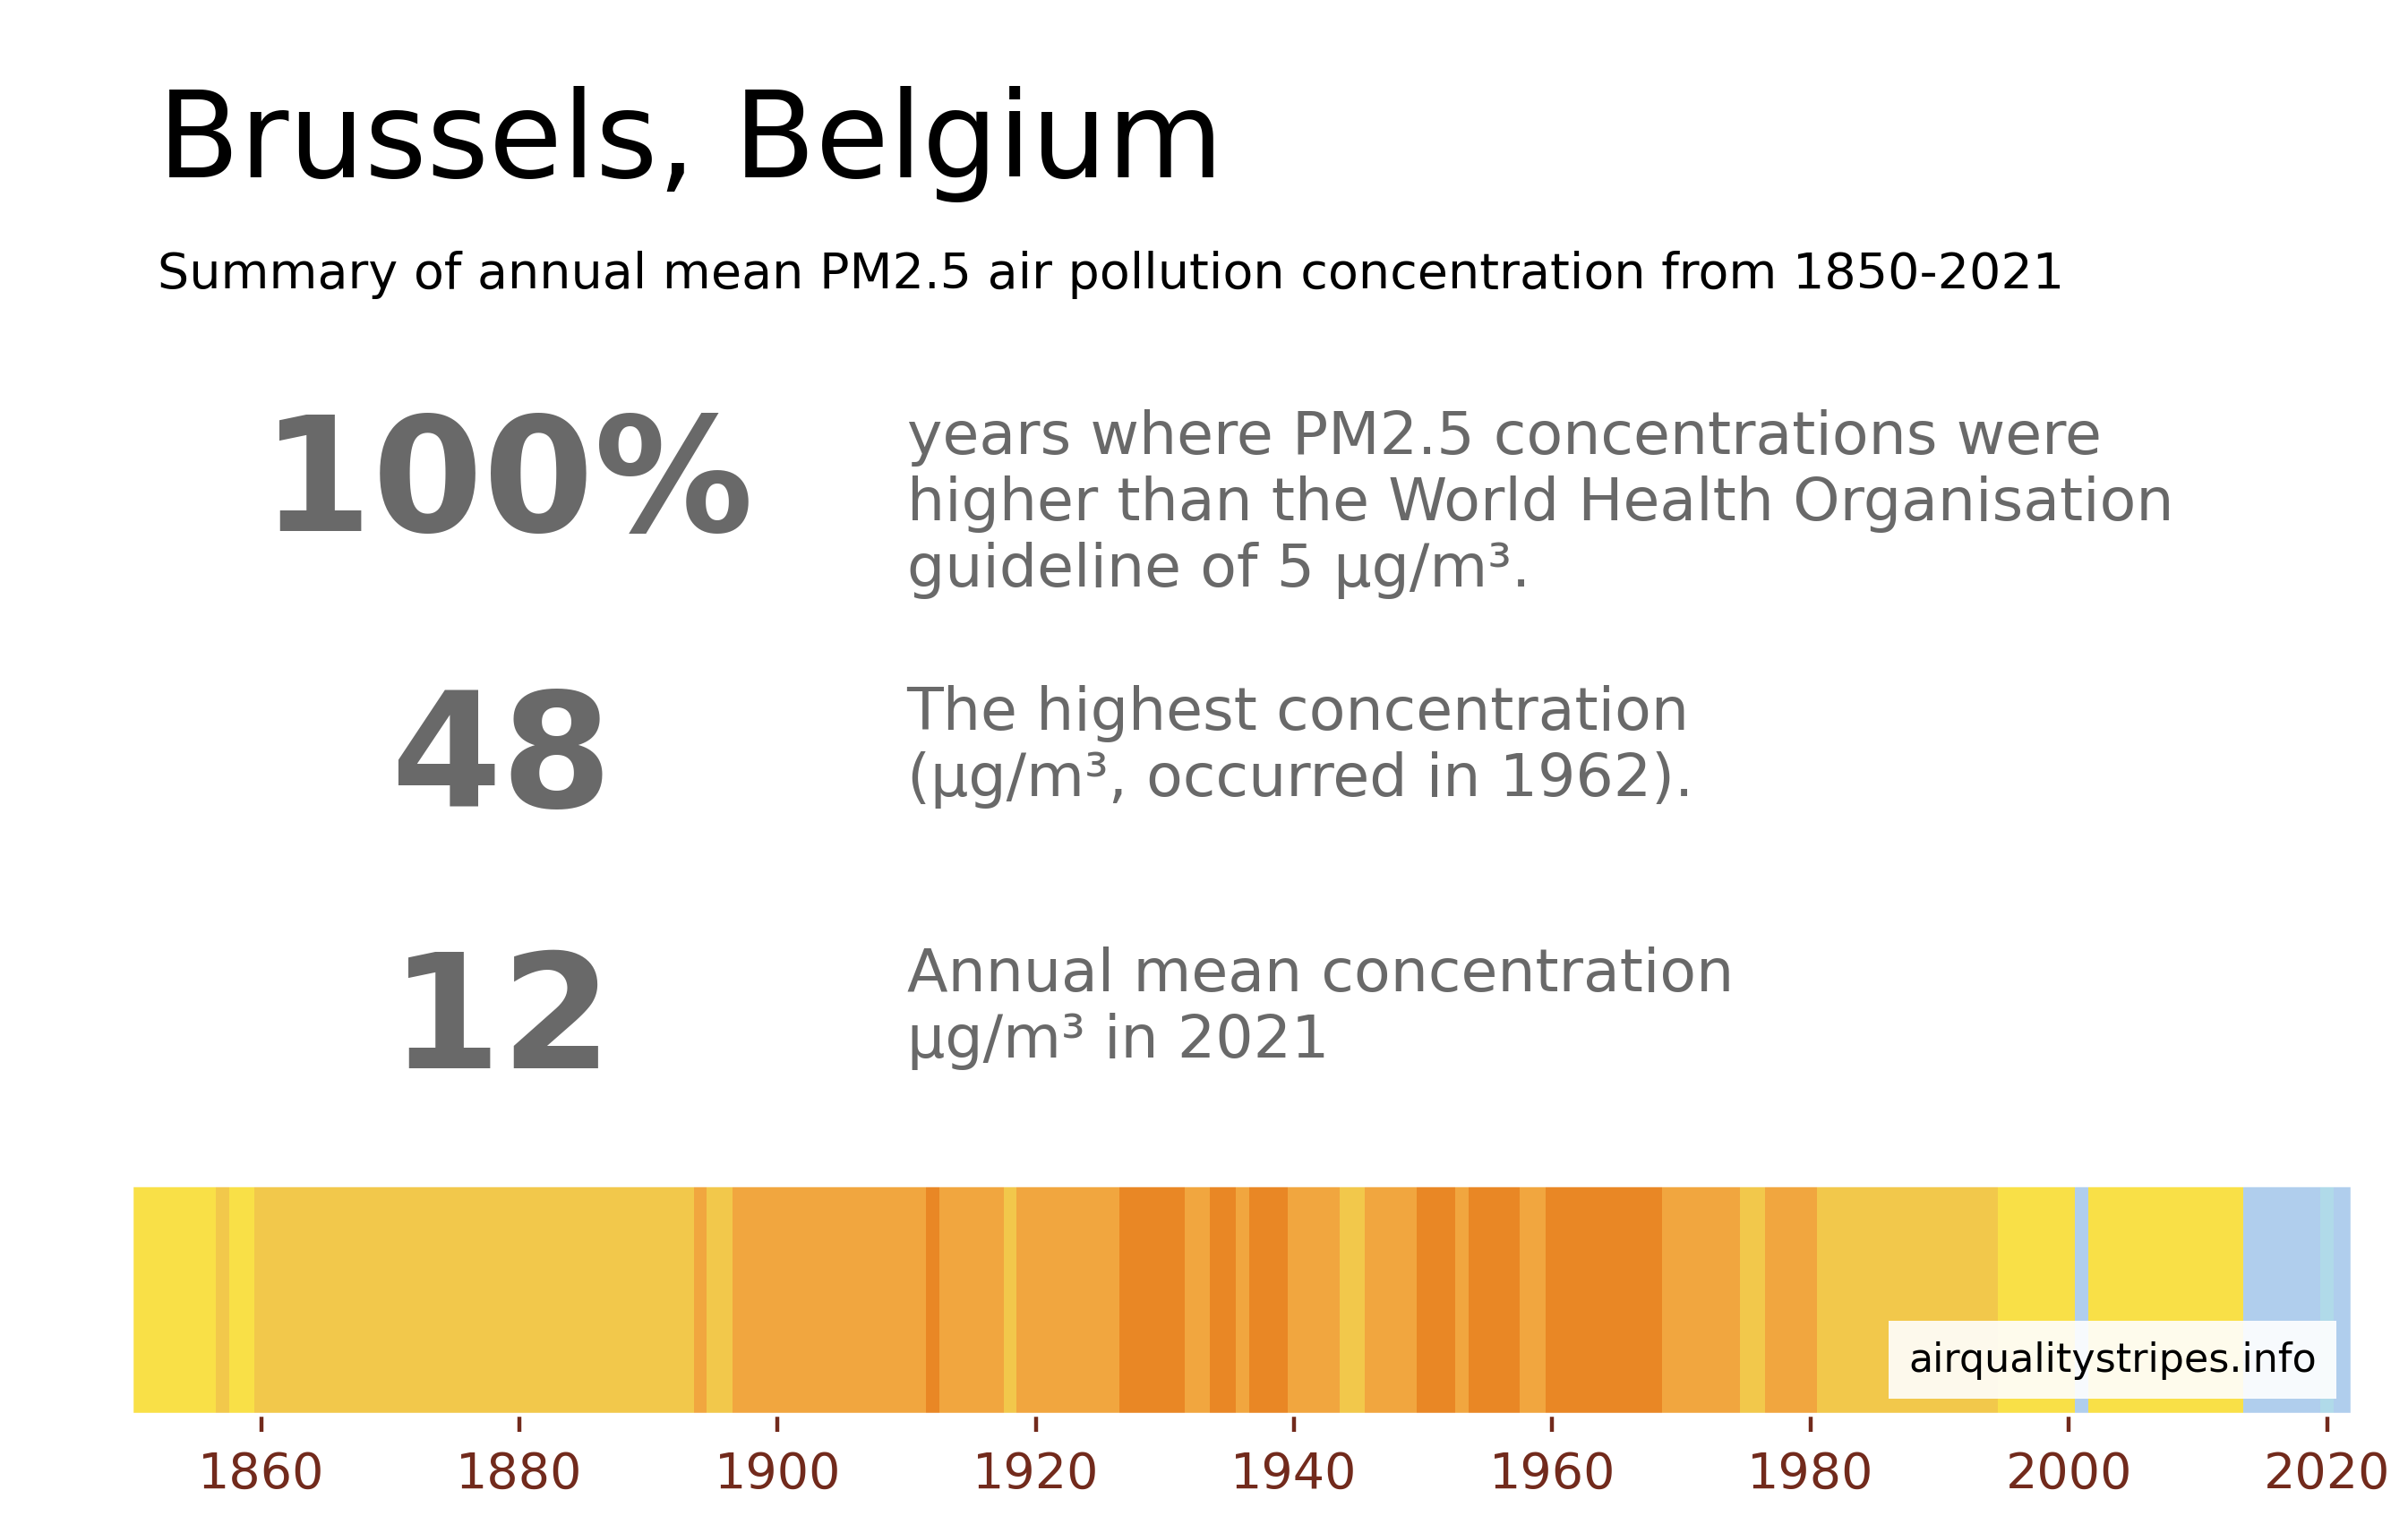 Brussels, Belgium
Summary of annual mean PM2.5 air pollution concentration from 1850-2021
100%
years where PM2.5 concentrations were
higher than the World Health Organisation
guideline of 5 µg/m³.
48
The highest concentration
(µg/m³, occurred in 1962).
12
Annual mean concentration
µg/m³ in 2021
airqualitystripes.info
1860 1880 1900 1920 1940 1960 1980 2000 2020